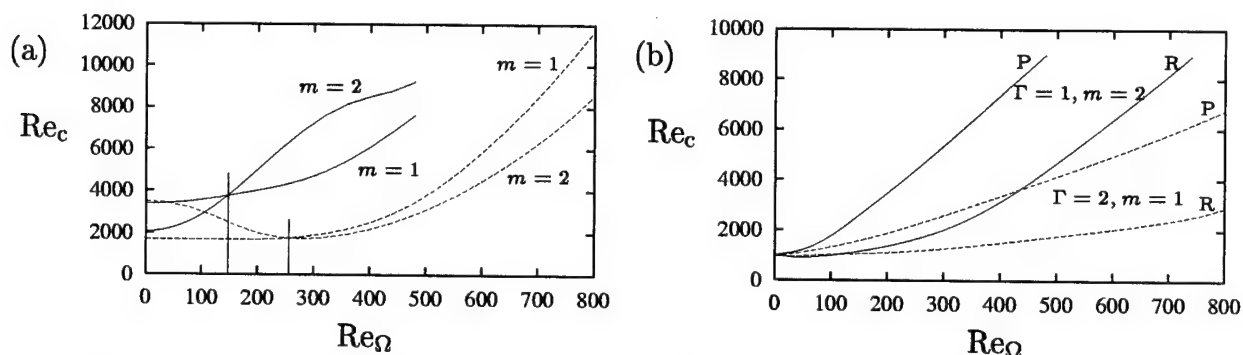 (a)
Re_c
12000
10000
8000
6000
4000
2000
0
m = 2
m = 1
m = 1
m = 2
0 100 200 300 400 500 600 700 800
Re_Ω
(b)
Re_c
10000
8000
6000
4000
2000
0
P
R
Γ = 1, m = 2
P
Γ = 2, m = 1
R
0 100 200 300 400 500 600 700 800
Re_Ω